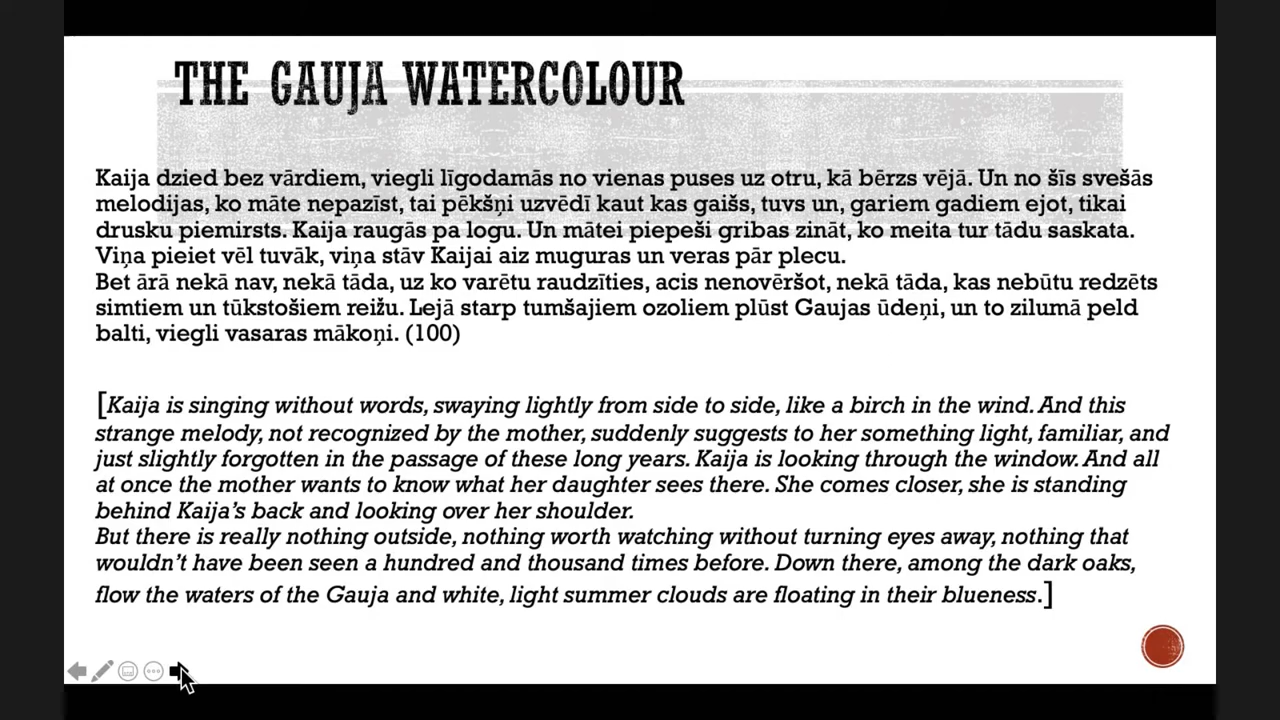 THE GAUJA WATERCOLOUR
Kaija dzied bez vārdiem, viegli līgodamās no vienas puses uz otru, kā bērzs vējā. Un no šīs svešās
melodijas, ko māte nepazīst, tai pēkšņi uzvēdī kaut kas gaišs, tuvs un, gariem gadiem ejot, tikai
drusku piemirsts. Kaija raugās pa logu. Un mātei piepeši gribas zināt, ko meita tur tādu saskata.
Viņa pieiet vēl tuvāk, viņa stāv Kaijai aiz muguras un veras pār plecu.
Bet ārā nekā nav, nekā tāda, uz ko varētu raudzīties, acis nenovēršot, nekā tāda, kas nebūtu redzēts
simtiem un tūkstošiem reižu. Lejā starp tumšajiem ozoliem plūst Gaujas ūdeņi, un to zilumā peld
balti, viegli vasaras mākoņi. (100)
[Kaija is singing without words, swaying lightly from side to side, like a birch in the wind. And this
strange melody, not recognized by the mother, suddenly suggests to her something light, familiar, and
just slightly forgotten in the passage of these long years. Kaija is looking through the window. And all
at once the mother wants to know what her daughter sees there. She comes closer, she is standing
behind Kaija's back and looking over her shoulder.
But there is really nothing outside, nothing worth watching without turning eyes away, nothing that
wouldn't have been seen a hundred and thousand times before. Down there, among the dark oaks,
flow the waters of the Gauja and white, light summer clouds are floating in their blueness.]